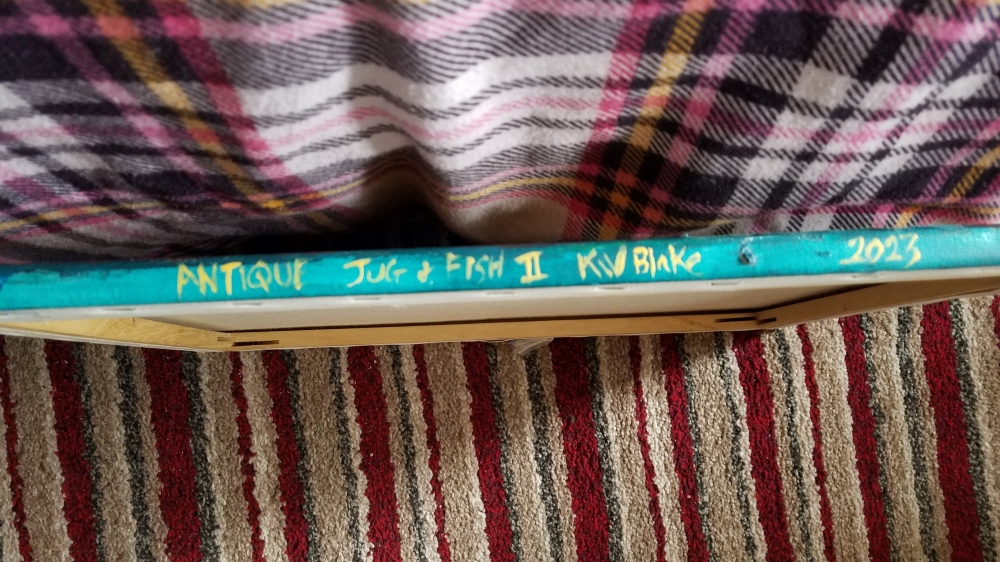 ANTIQUE JUG & FISH II KW Blake 2023